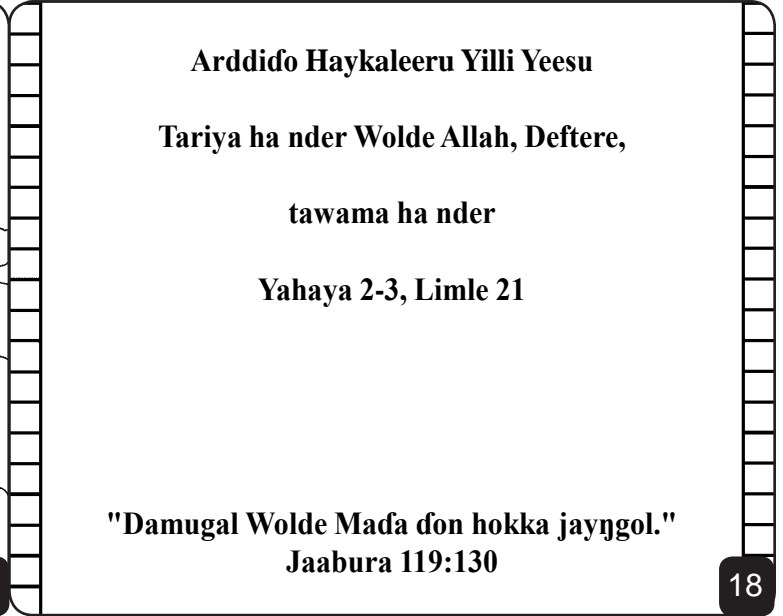 Arddiɗo Haykaleeru Yilli Yeesu
Tariya ha nder Wolde Allah, Deftere,
tawama ha nder
Yahaya 2-3, Limle 21
"Damugal Wolde Maɗa ɗon hokka jayŋgol."
Jaabura 119:130
18